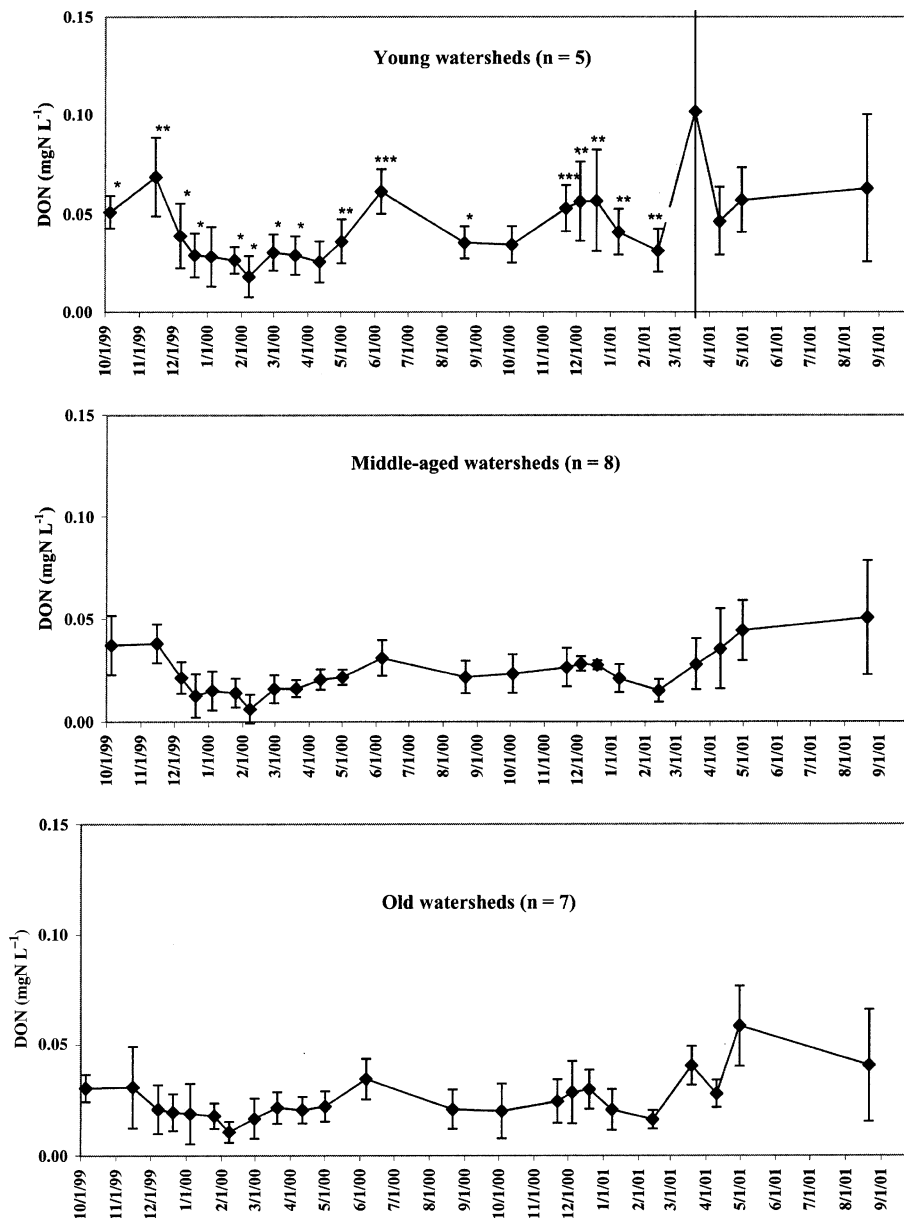 Young watersheds (n = 5)
DON (mgN L⁻¹)
0.15
0.10
0.05
0.00
* ** * * * * * * ** *** * *** ** ** ** **
10/1/99 11/1/99 12/1/99 1/1/00 2/1/00 3/1/00 4/1/00 5/1/00 6/1/00 7/1/00 8/1/00 9/1/00 10/1/00 11/1/00 12/1/00 1/1/01 2/1/01 3/1/01 4/1/01 5/1/01 6/1/01 7/1/01 8/1/01 9/1/01
Middle-aged watersheds (n = 8)
DON (mgN L⁻¹)
0.15
0.10
0.05
0.00
10/1/99 11/1/99 12/1/99 1/1/00 2/1/00 3/1/00 4/1/00 5/1/00 6/1/00 7/1/00 8/1/00 9/1/00 10/1/00 11/1/00 12/1/00 1/1/01 2/1/01 3/1/01 4/1/01 5/1/01 6/1/01 7/1/01 8/1/01 9/1/01
Old watersheds (n = 7)
DON (mgN L⁻¹)
0.15
0.10
0.05
0.00
10/1/99 11/1/99 12/1/99 1/1/00 2/1/00 3/1/00 4/1/00 5/1/00 6/1/00 7/1/00 8/1/00 9/1/00 10/1/00 11/1/00 12/1/00 1/1/01 2/1/01 3/1/01 4/1/01 5/1/01 6/1/01 7/1/01 8/1/01 9/1/01